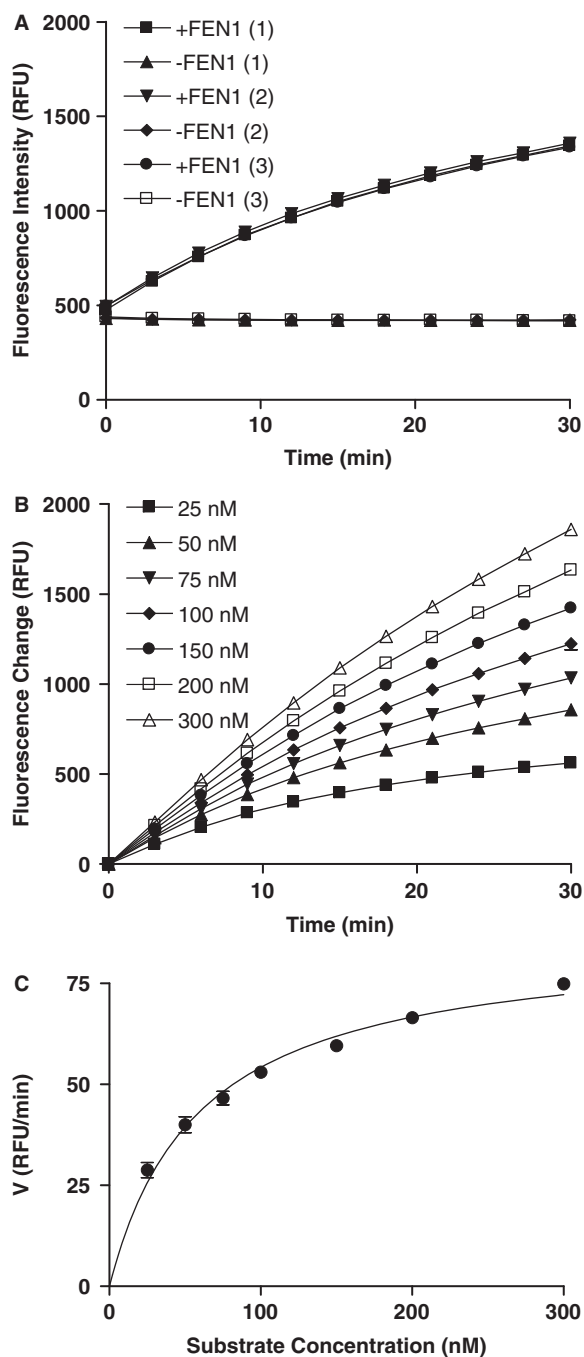 A
2000
1500
1000
500
0
Fluorescence Intensity (RFU)
+FEN1 (1)
-FEN1 (1)
+FEN1 (2)
-FEN1 (2)
+FEN1 (3)
-FEN1 (3)
0 10 20 30
Time (min)
B
2000
1500
1000
500
0
Fluorescence Change (RFU)
25 nM
50 nM
75 nM
100 nM
150 nM
200 nM
300 nM
0 10 20 30
Time (min)
C
75
50
25
0
V (RFU/min)
0 100 200 300
Substrate Concentration (nM)